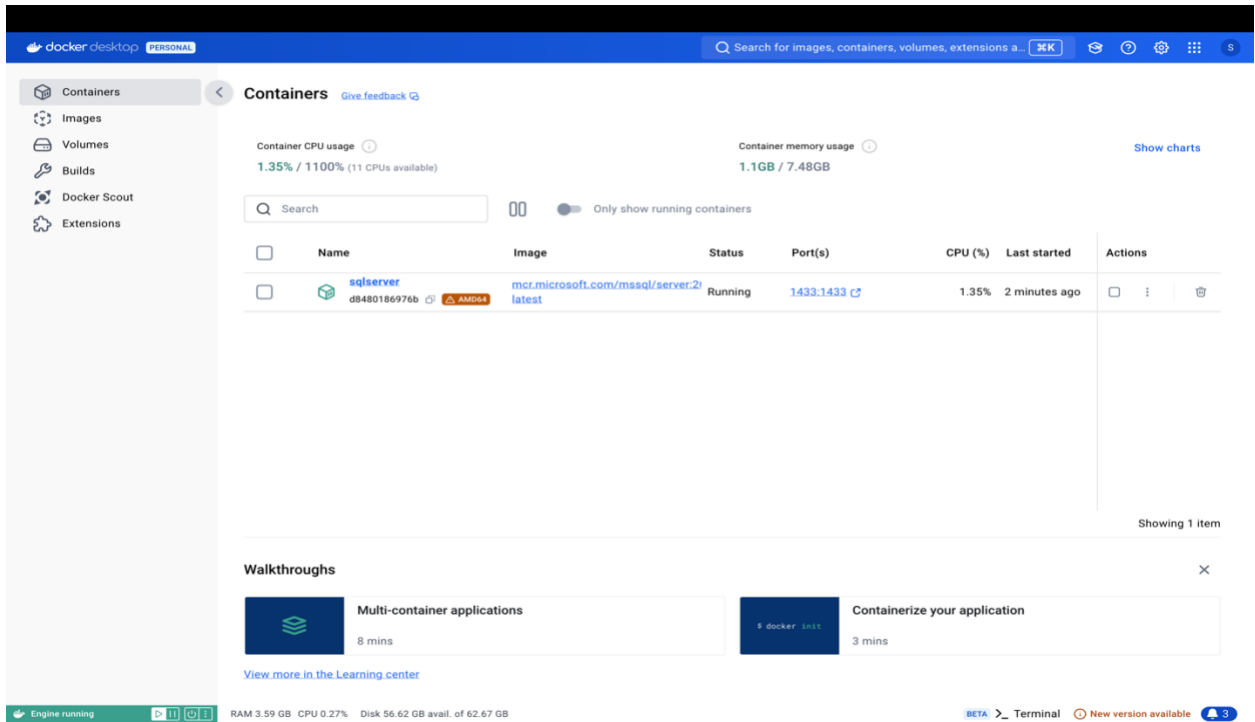 docker desktop PERSONAL
Search for images, containers, volumes, extensions a... ⌘K
S
Containers
Images
Volumes
Builds
Docker Scout
Extensions
Containers Give feedback
Container CPU usage
1.35% / 1100% (11 CPUs available)
Container memory usage
1.1GB / 7.48GB
Show charts
Search
Only show running containers
Name Image Status Port(s) CPU (%) Last started Actions
sqlserver
d8480186976b AMD64
mcr.microsoft.com/mssql/server:2
latest
Running
1433:1433
1.35%
2 minutes ago
Showing 1 item
Walkthroughs
Multi-container applications
8 mins
$ docker init
Containerize your application
3 mins
View more in the Learning center
Engine running
RAM 3.59 GB CPU 0.27% Disk 56.62 GB avail. of 62.67 GB
BETA >_ Terminal
New version available
3